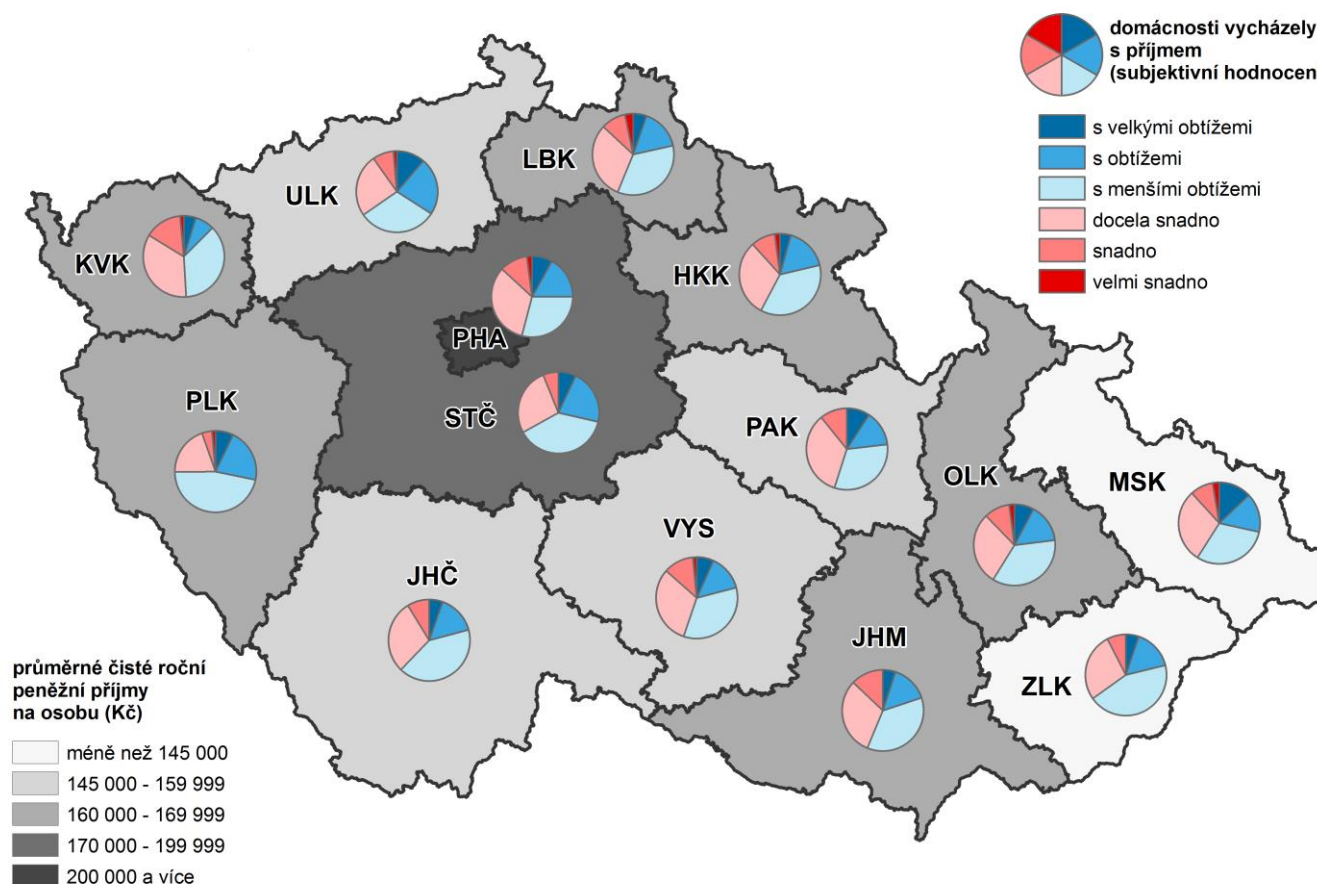 domácnosti vycházely
s příjmem
(subjektivní hodnocen
s velkými obtížemi
s obtížemi
s menšími obtížemi
docela snadno
snadno
velmi snadno
LBK
ULK
KVK
HKK
PHA
PLK
STČ
PAK
OLK
MSK
VYS
JHČ
JHM
ZLK
průměrné čisté roční
peněžní příjmy
na osobu (Kč)
méně než 145 000
145 000 - 159 999
160 000 - 169 999
170 000 - 199 999
200 000 a více